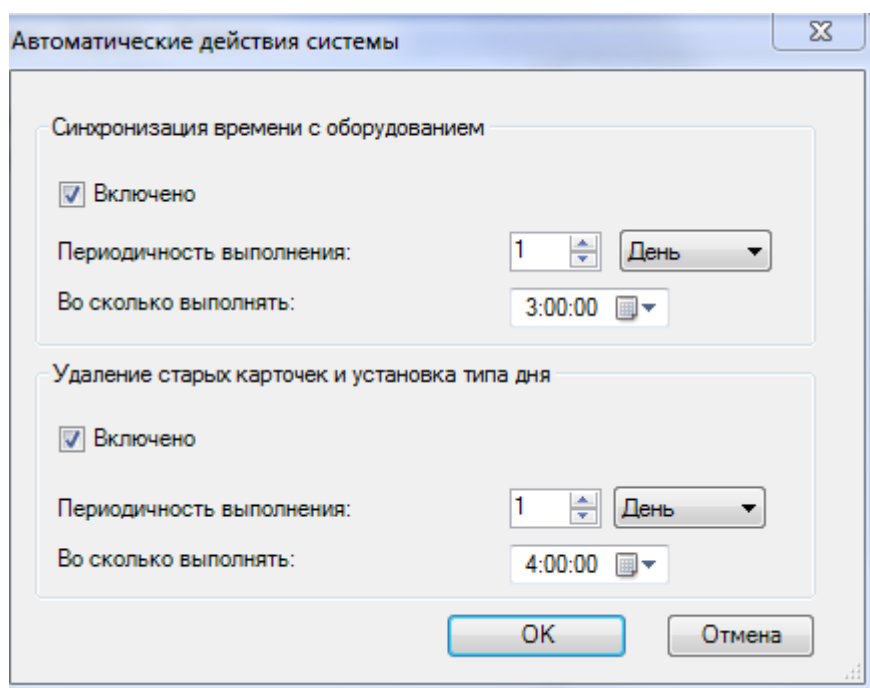 Автоматические действия системы
Синхронизация времени с оборудованием
Включено
Периодичность выполнения: 1 День
Во сколько выполнять: 3:00:00
Удаление старых карточек и установка типа дня
Включено
Периодичность выполнения: 1 День
Во сколько выполнять: 4:00:00
OK Отмена